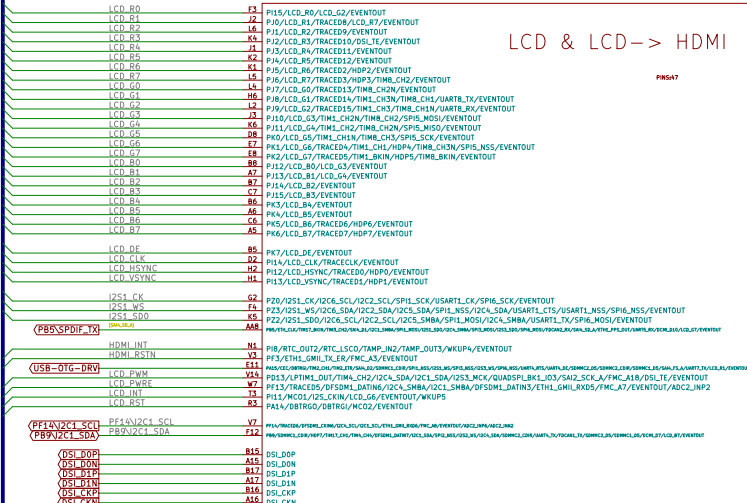 LCD & LCD-> HDMI
PINS:47
LCD_R0 F3 PI15/LCD_R0/LCD_G2/EVENTOUT
LCD_R1 J2 PJ0/LCD_R1/TRACED8/LCD_R7/EVENTOUT
LCD_R2 L6 PJ1/LCD_R2/TRACED9/EVENTOUT
LCD_R3 K4 PJ2/LCD_R3/TRACED10/DSI_TE/EVENTOUT
LCD_R4 J1 PJ3/LCD_R4/TRACED11/EVENTOUT
LCD_R5 K2 PJ4/LCD_R5/TRACED12/EVENTOUT
LCD_R6 K1 PJ5/LCD_R6/TRACED2/HDP2/EVENTOUT
LCD_R7 L5 PJ6/LCD_R7/TRACED3/HDP3/TIM8_CH2/EVENTOUT
LCD_G0 L4 PJ7/LCD_G0/TRACED13/TIM8_CH2N/EVENTOUT
LCD_G1 H6 PJ8/LCD_G1/TRACED14/TIM1_CH3N/TIM8_CH1/UART8_TX/EVENTOUT
LCD_G2 L2 PJ9/LCD_G2/TRACED15/TIM1_CH3/TIM8_CH1N/UART8_RX/EVENTOUT
LCD_G3 J3 PJ10/LCD_G3/TIM1_CH2N/TIM8_CH2/SPI5_MOSI/EVENTOUT
LCD_G4 K6 PJ11/LCD_G4/TIM1_CH2/TIM8_CH2N/SPI5_MISO/EVENTOUT
LCD_G5 D8 PK0/LCD_G5/TIM1_CH1N/TIM8_CH3/SPI5_SCK/EVENTOUT
LCD_G6 E7 PK1/LCD_G6/TRACED4/TIM1_CH1/HDP4/TIM8_CH3N/SPI5_NSS/EVENTOUT
LCD_G7 E8 PK2/LCD_G7/TRACED5/TIM1_BKIN/HDP5/TIM8_BKIN/EVENTOUT
LCD_B0 B8 PJ12/LCD_B0/LCD_G3/EVENTOUT
LCD_B1 A7 PJ13/LCD_B1/LCD_G4/EVENTOUT
LCD_B2 B7 PJ14/LCD_B2/EVENTOUT
LCD_B3 C7 PJ15/LCD_B3/EVENTOUT
LCD_B4 B6 PK3/LCD_B4/EVENTOUT
LCD_B5 A6 PK4/LCD_B5/EVENTOUT
LCD_B6 C6 PK5/LCD_B6/TRACED6/HDP6/EVENTOUT
LCD_B7 A5 PK6/LCD_B7/TRACED7/HDP7/EVENTOUT
LCD_DE B5 PK7/LCD_DE/EVENTOUT
LCD_CLK D2 PI14/LCD_CLK/TRACECLK/EVENTOUT
LCD_HSYNC H2 PI12/LCD_HSYNC/TRACED0/HDP0/EVENTOUT
LCD_VSYNC H1 PI13/LCD_VSYNC/TRACED1/HDP1/EVENTOUT
I2S1_CK G2 PZ0/I2S1_CK/I2C6_SCL/I2C2_SCL/SPI1_SCK/USART1_CK/SPI6_SCK/EVENTOUT
I2S1_WS F4 PZ3/I2S1_WS/I2C6_SDA/I2C2_SDA/I2C5_SDA/SPI1_NSS/I2C4_SDA/USART1_CTS/USART1_NSS/SPI6_NSS/EVENTOUT
I2S1_SDO K5 PZ2/I2S1_SDO/I2C6_SCL/I2C2_SCL/I2C5_SMBA/SPI1_MOSI/I2C4_SMBA/USART1_TX/SPI6_MOSI/EVENTOUT
PB5\SPDIF_TX AA8
HDMI_INT N1 PI8/RTC_OUT2/RTC_LSCO/TAMP_IN2/TAMP_OUT3/WKUP4/EVENTOUT
HDMI_RSTN V3 PF3/ETH1_GMII_TX_ER/FMC_A3/EVENTOUT
USB-OTG-DRV E11
LCD_PWM V14 PD13/LPTIM1_OUT/TIM4_CH2/I2C4_SDA/I2C1_SDA/I2S3_MCK/QUADSPI_BK1_IO3/SAI2_SCK_A/FMC_A18/DSI_TE/EVENTOUT
LCD_PWRE W7 PF13/TRACED5/DFSDM1_DATIN6/I2C4_SMBA/I2C1_SMBA/DFSDM1_DATIN3/ETH1_GMII_RXD5/FMC_A7/EVENTOUT/ADC2_INP2
LCD_INT T3 PI11/MCO1/I2S_CKIN/LCD_G6/EVENTOUT/WKUP5
LCD_RST R3 PA14/DBTRGO/DBTRGI/MCO2/EVENTOUT
PF14\I2C1_SCL PF14\I2C1_SCL V7
PB9\I2C1_SDA PB9\I2C1_SDA F12
DSI_D0P B15 DSI_D0P
DSI_D0N A15 DSI_D0N
DSI_D1P B17 DSI_D1P
DSI_D1N A17 DSI_D1N
DSI_CKP B16 DSI_CKP
DSI_CKN A16 DSI_CKN